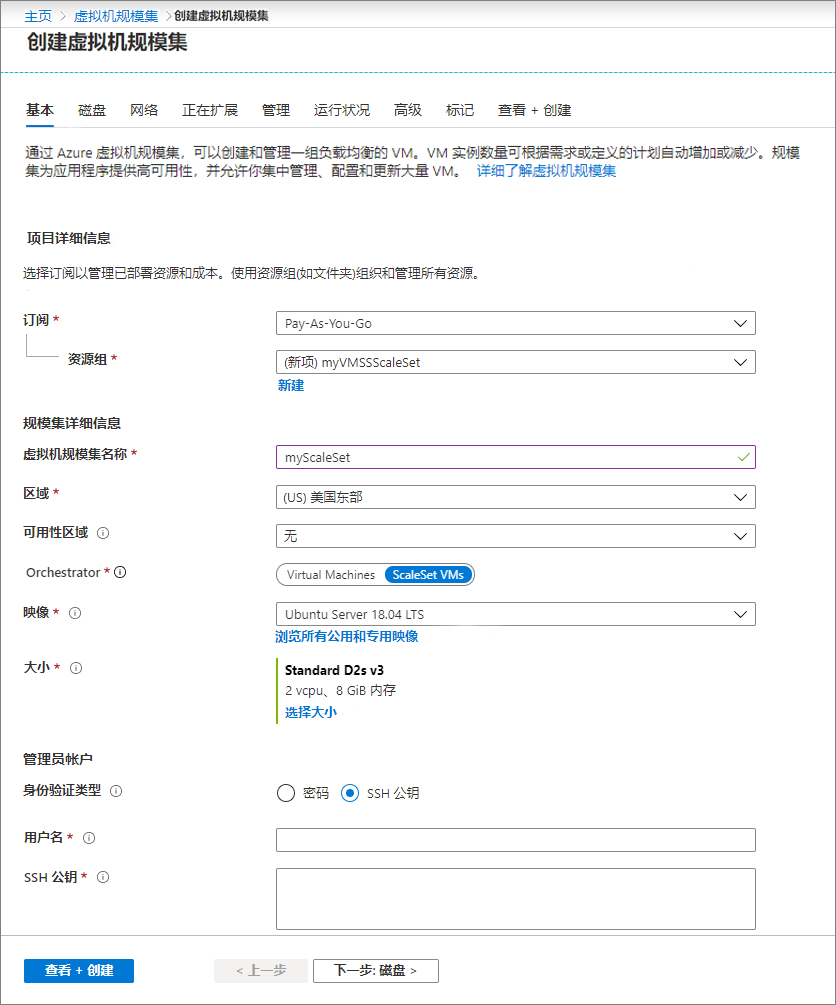 主页 > 虚拟机规模集 > 创建虚拟机规模集
创建虚拟机规模集
基本 磁盘 网络 正在扩展 管理 运行状况 高级 标记 查看 + 创建
通过 Azure 虚拟机规模集，可以创建和管理一组负载均衡的 VM。VM 实例数量可根据需求或定义的计划自动增加或减少。规模
集为应用程序提供高可用性，并允许你集中管理、配置和更新大量 VM。 详细了解虚拟机规模集
项目详细信息
选择订阅以管理已部署资源和成本。使用资源组(如文件夹)组织和管理所有资源。
订阅 * Pay-As-You-Go
资源组 * (新项) myVMSSScaleSet
新建
规模集详细信息
虚拟机规模集名称 * myScaleSet
区域 * (US) 美国东部
可用性区域 无
Orchestrator * Virtual Machines ScaleSet VMs
映像 * Ubuntu Server 18.04 LTS
浏览所有公用和专用映像
大小 * Standard D2s v3
2 vcpu、8 GiB 内存
选择大小
管理员帐户
身份验证类型 密码 SSH 公钥
用户名 *
SSH 公钥 *
查看 + 创建 < 上一步 下一步: 磁盘 >